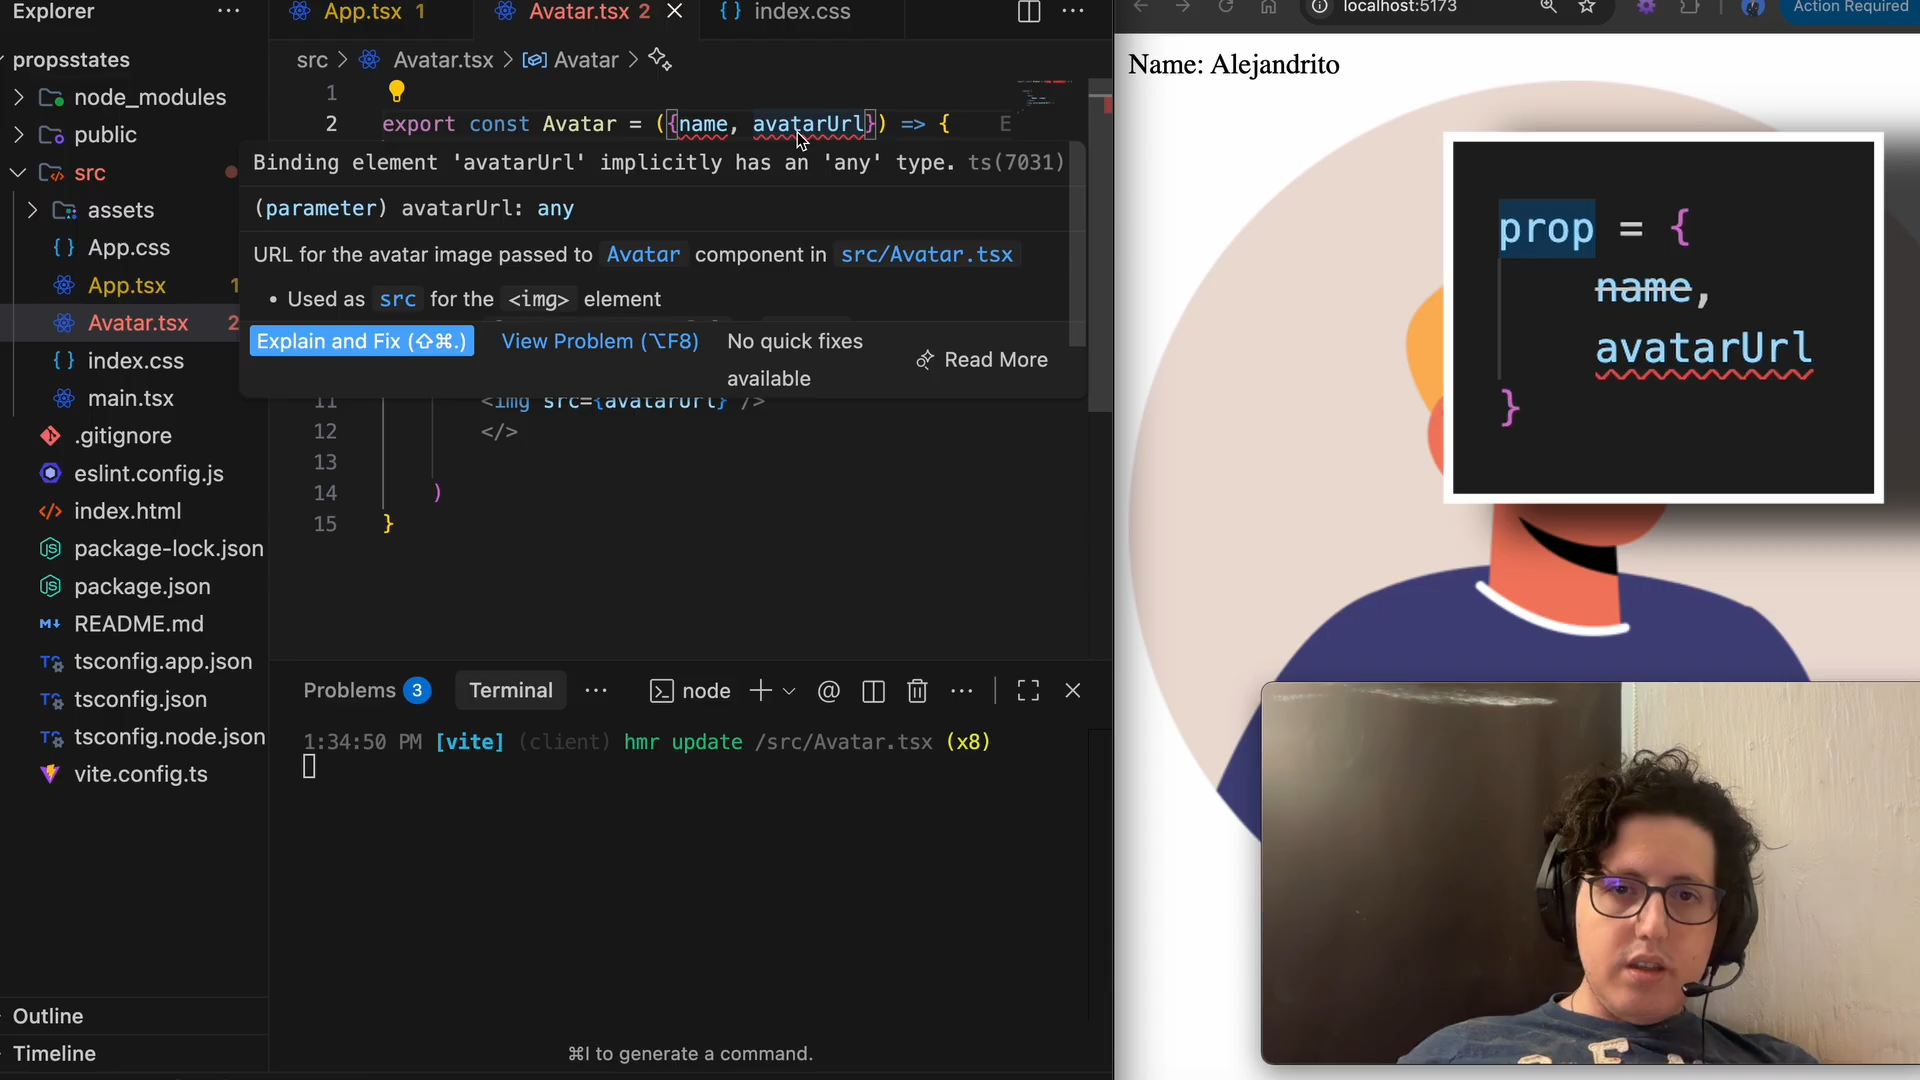 Explorer
propsstates
node_modules
public
src
assets
App.css
App.tsx 1
Avatar.tsx 2
index.css
main.tsx
.gitignore
eslint.config.js
index.html
package-lock.json
package.json
README.md
tsconfig.app.json
tsconfig.json
tsconfig.node.json
vite.config.ts
Outline
Timeline
App.tsx 1
Avatar.tsx 2
index.css
src > Avatar.tsx > Avatar >
1
2 export const Avatar = ({name, avatarUrl}) => { E
Binding element 'avatarUrl' implicitly has an 'any' type. ts(7031)
(parameter) avatarUrl: any
URL for the avatar image passed to Avatar component in src/Avatar.tsx
• Used as src for the <img> element
Explain and Fix (⇧⌘.) View Problem (⌥F8) No quick fixes available
Read More
11 <img src={avatarUrl} />
12 </>
13
14 )
15 }
Problems 3 Terminal node
1:34:50 PM [vite] (client) hmr update /src/Avatar.tsx (x8)
⌘I to generate a command.
localhost:5173
Action Required
Name: Alejandrito
prop = {
name,
avatarUrl
}